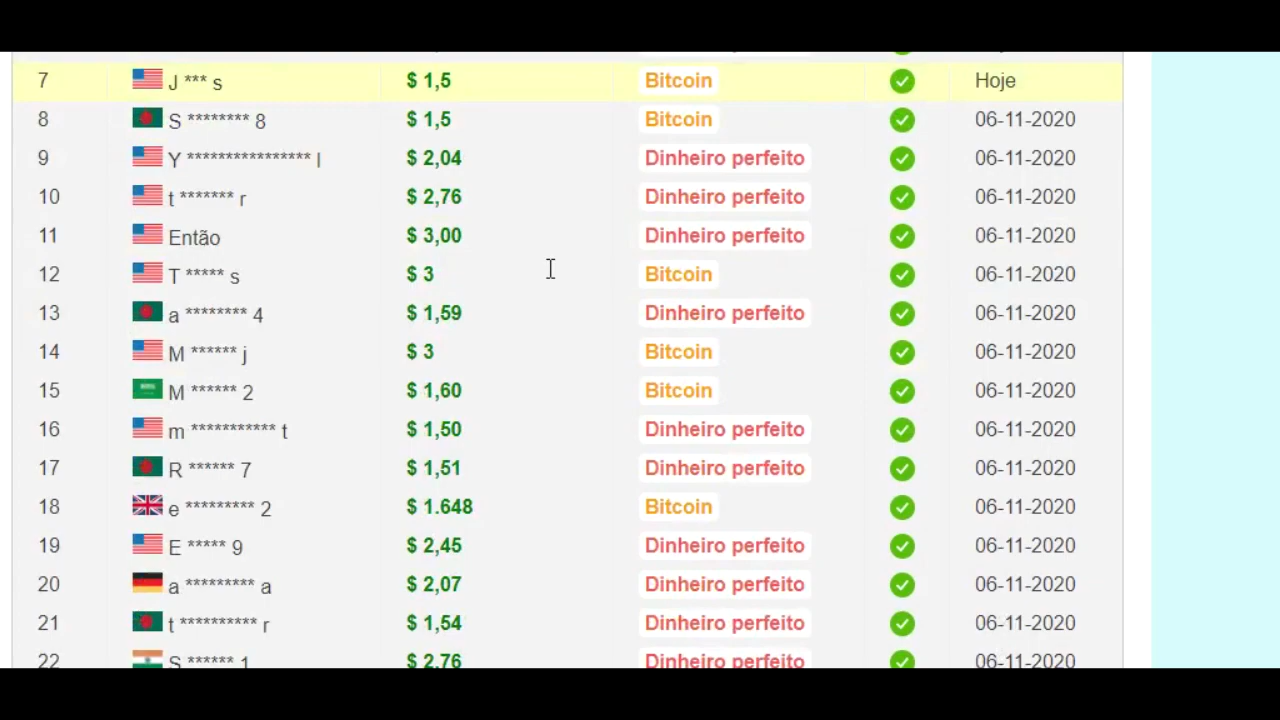 7 J *** s $ 1,5 Bitcoin Hoje
8 S ******** 8 $ 1,5 Bitcoin 06-11-2020
9 Y **************** l $ 2,04 Dinheiro perfeito 06-11-2020
10 t ******* r $ 2,76 Dinheiro perfeito 06-11-2020
11 Então $ 3,00 Dinheiro perfeito 06-11-2020
12 T ***** s $ 3 Bitcoin 06-11-2020
13 a ******** 4 $ 1,59 Dinheiro perfeito 06-11-2020
14 M ****** j $ 3 Bitcoin 06-11-2020
15 M ****** 2 $ 1,60 Bitcoin 06-11-2020
16 m *********** t $ 1,50 Dinheiro perfeito 06-11-2020
17 R ****** 7 $ 1,51 Dinheiro perfeito 06-11-2020
18 e ********* 2 $ 1.648 Bitcoin 06-11-2020
19 E ***** 9 $ 2,45 Dinheiro perfeito 06-11-2020
20 a ********* a $ 2,07 Dinheiro perfeito 06-11-2020
21 t ********** r $ 1,54 Dinheiro perfeito 06-11-2020
22 S ****** 1 $ 2,76 Dinheiro perfeito 06-11-2020